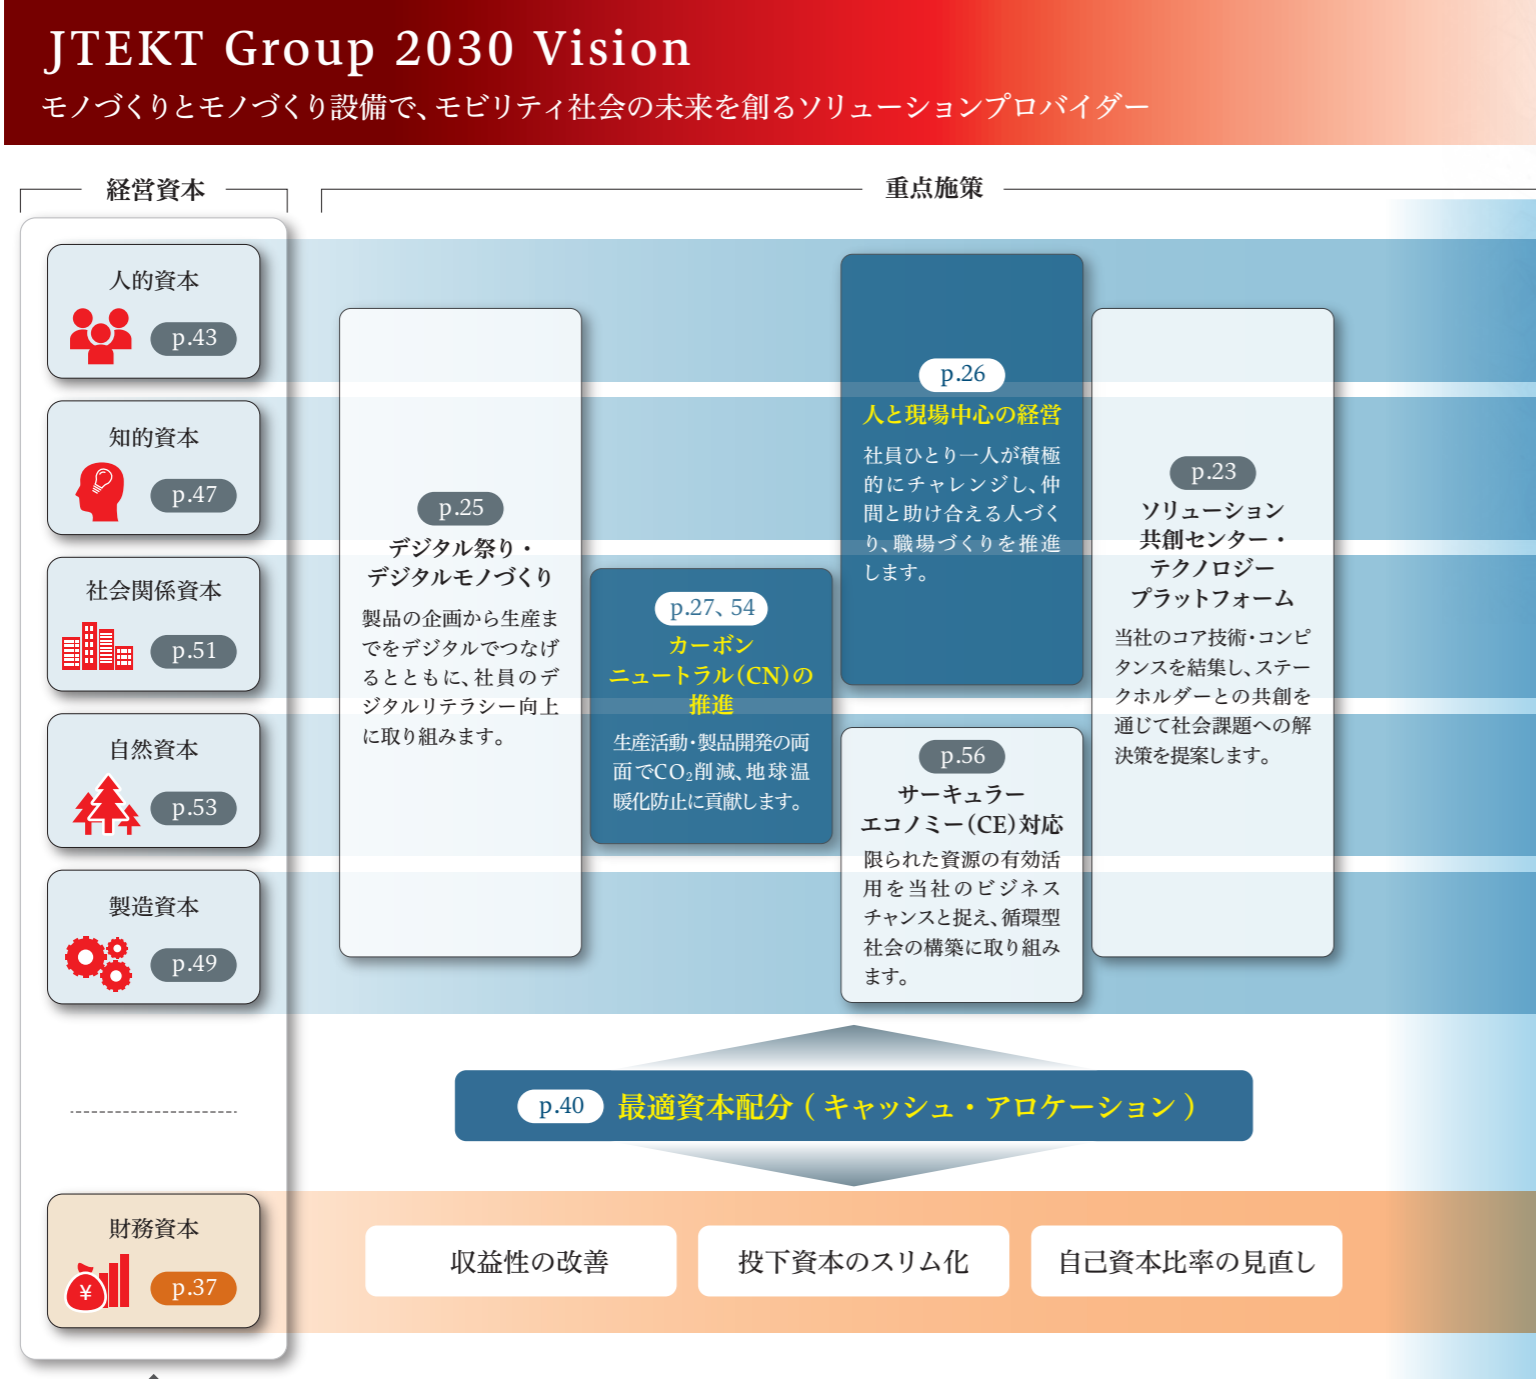 JTEKT Group 2030 Vision
モノづくりとモノづくり設備で、モビリティ社会の未来を創るソリューションプロバイダー
経営資本
重点施策
人的資本
p.43
知的資本
p.47
社会関係資本
p.51
自然資本
p.53
製造資本
p.49
財務資本
¥
p.37
p.25
デジタル祭り・
デジタルモノづくり
製品の企画から生産ま
でをデジタルでつなげ
るとともに、社員のデ
ジタルリテラシー向上
に取り組みます。
p.27、54
カーボン
ニュートラル(CN)の
推進
生産活動・製品開発の両
面でCO₂削減、地球温
暖化防止に貢献します。
p.26
人と現場中心の経営
社員ひとり一人が積極
的にチャレンジし、仲
間と助け合える人づく
り、職場づくりを推進
します。
p.56
サーキュラー
エコノミー(CE)対応
限られた資源の有効活
用を当社のビジネス
チャンスと捉え、循環型
社会の構築に取り組み
ます。
p.23
ソリューション
共創センター・
テクノロジー
プラットフォーム
当社のコア技術・コンピ
タンスを結集し、ステー
クホルダーとの共創を
通じて社会課題への解
決策を提案します。
p.40 最適資本配分(キャッシュ・アロケーション)
収益性の改善
投下資本のスリム化
自己資本比率の見直し